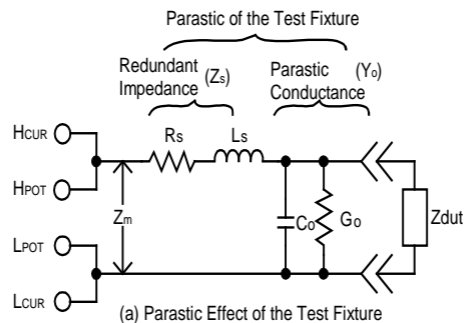 Parastic of the Test Fixture
Redundant
Impedance (Zs)
Parastic (Yo)
Conductance
HCUR
Rs
Ls
HPOT
Zm
Co
Go
Zdut
LPOT
LCUR
(a) Parastic Effect of the Test Fixture